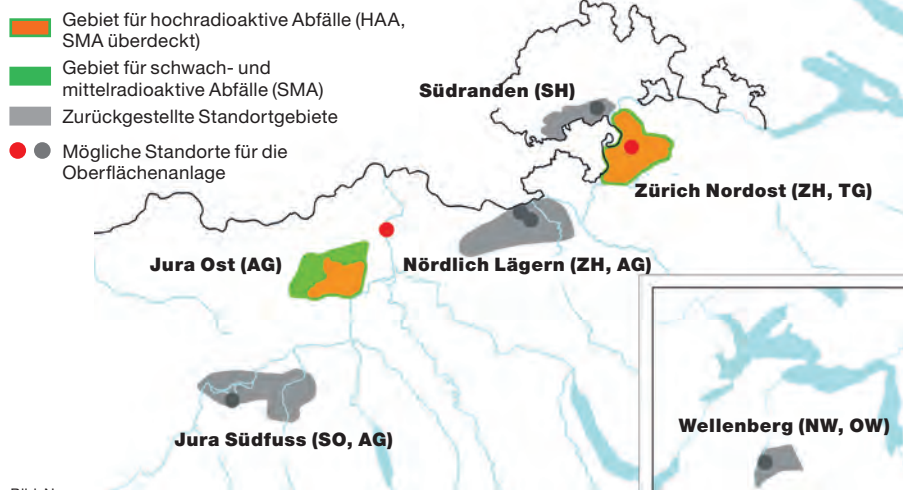 Gebiet für hochradioaktive Abfälle (HAA,
SMA überdeckt)
Gebiet für schwach- und
mittelradioaktive Abfälle (SMA)
Zurückgestellte Standortgebiete
Mögliche Standorte für die
Oberflächenanlage
Südranden (SH)
Zürich Nordost (ZH, TG)
Jura Ost (AG)
Nördlich Lägern (ZH, AG)
Jura Südfuss (SO, AG)
Wellenberg (NW, OW)